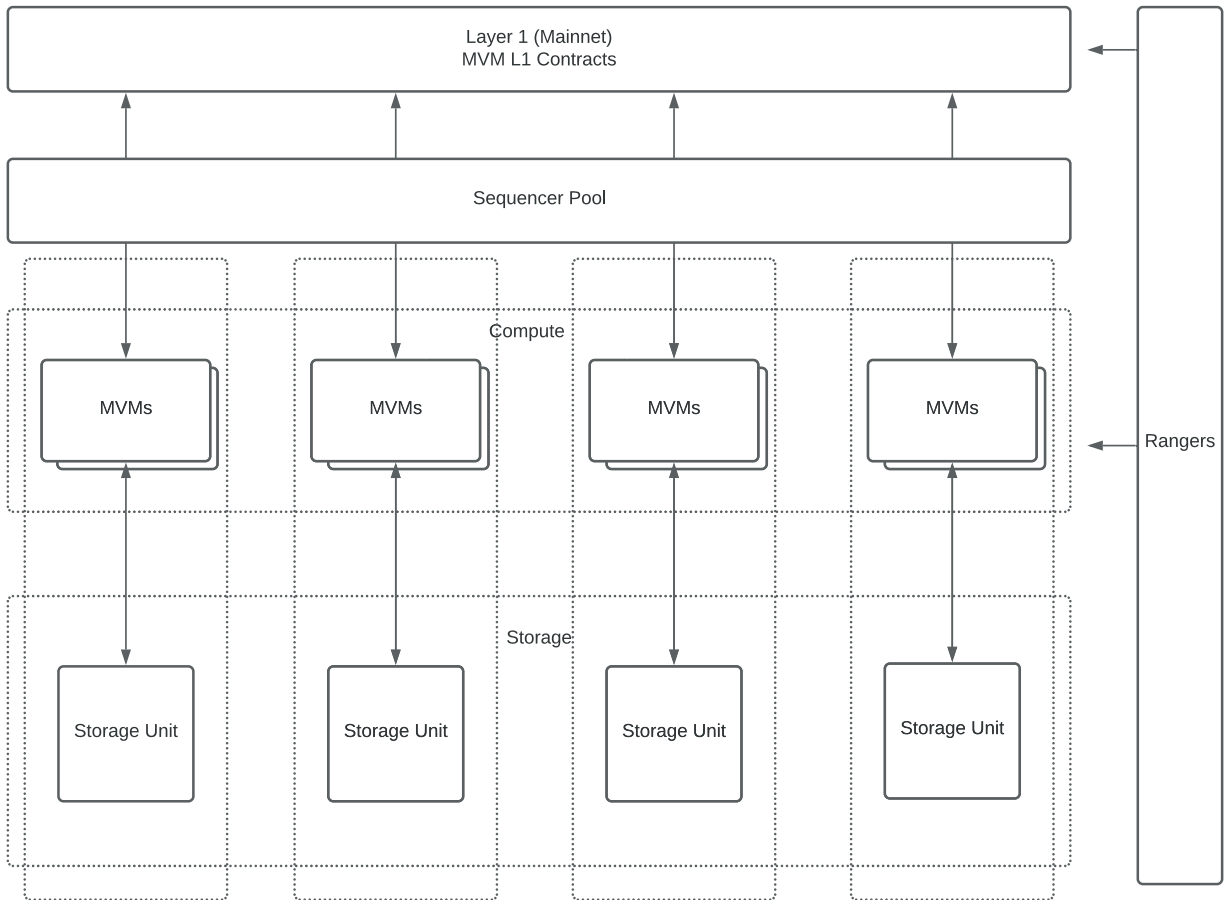 Layer 1 (Mainnet)
MVM L1 Contracts
Sequencer Pool
Compute
MVMs
MVMs
MVMs
MVMs
Rangers
Storage
Storage Unit
Storage Unit
Storage Unit
Storage Unit